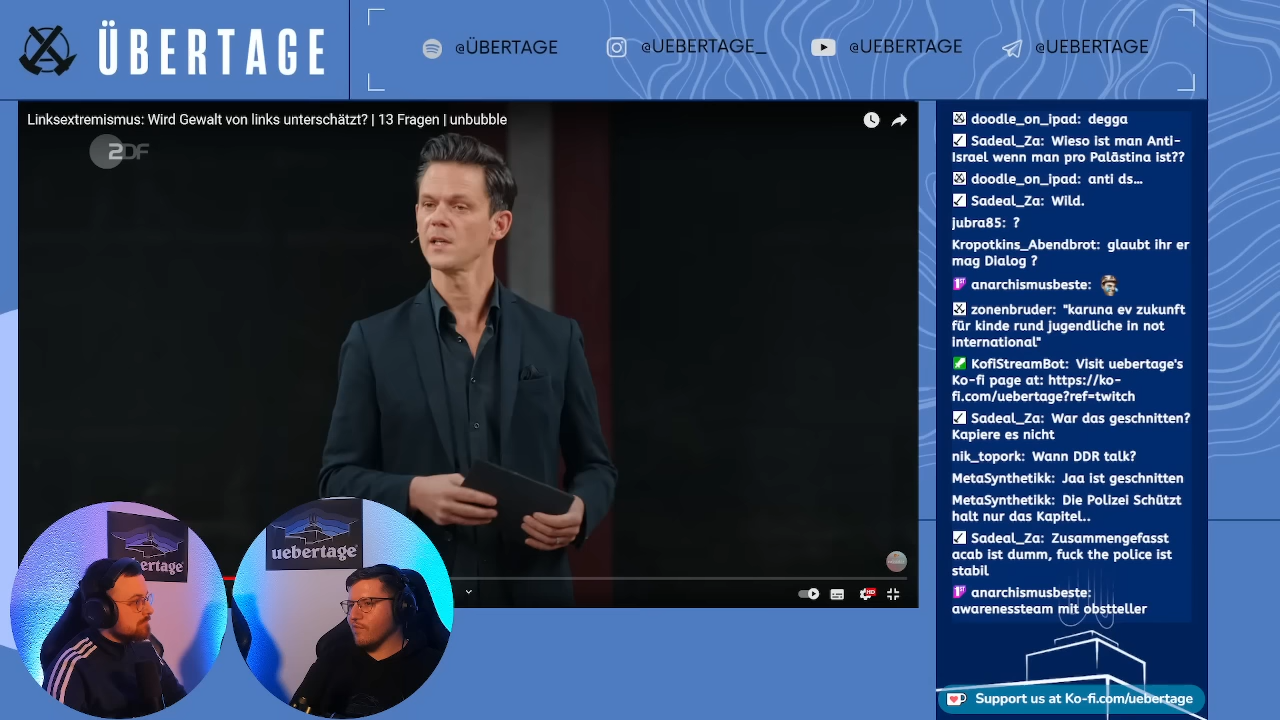 ÜBERTAGE
@ÜBERTAGE
@UEBERTAGE_
@UEBERTAGE
@UEBERTAGE
Linksextremismus: Wird Gewalt von links unterschätzt? | 13 Fragen | unbubble
ZDF
doodle_on_ipad: degga
Sadeal_Za: Wieso ist man Anti-
Israel wenn man pro Palästina ist??
doodle_on_ipad: anti ds...
Sadeal_Za: Wild.
jubra85: ?
Kropotkins_Abendbrot: glaubt ihr er
mag Dialog ?
anarchismusbeste:
zonenbruder: "karuna ev zukunft
für kinde rund jugendliche in not
international"
KofiStreamBot: Visit uebertage's
Ko-fi page at: https://ko-
fi.com/uebertage?ref=twitch
Sadeal_Za: War das geschnitten?
Kapiere es nicht
nik_topork: Wann DDR talk?
MetaSynthetikk: Jaa ist geschnitten
MetaSynthetikk: Die Polizei Schützt
halt nur das Kapitel..
Sadeal_Za: Zusammengefasst
acab ist dumm, fuck the police ist
stabil
anarchismusbeste:
awarenessteam mit obstteller
uebertage
HD
Support us at Ko-fi.com/uebertage